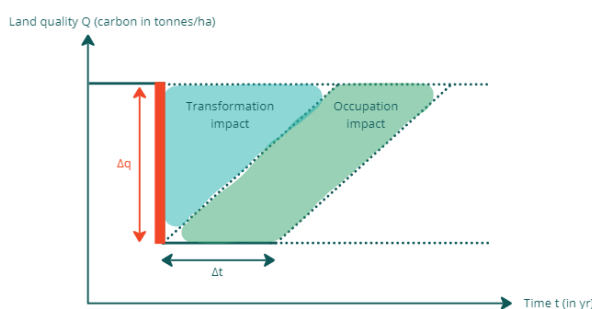 Land quality Q (carbon in tonnes/ha)
Transformation
impact
Occupation
impact
Δq
Δt
Time t (in yr)